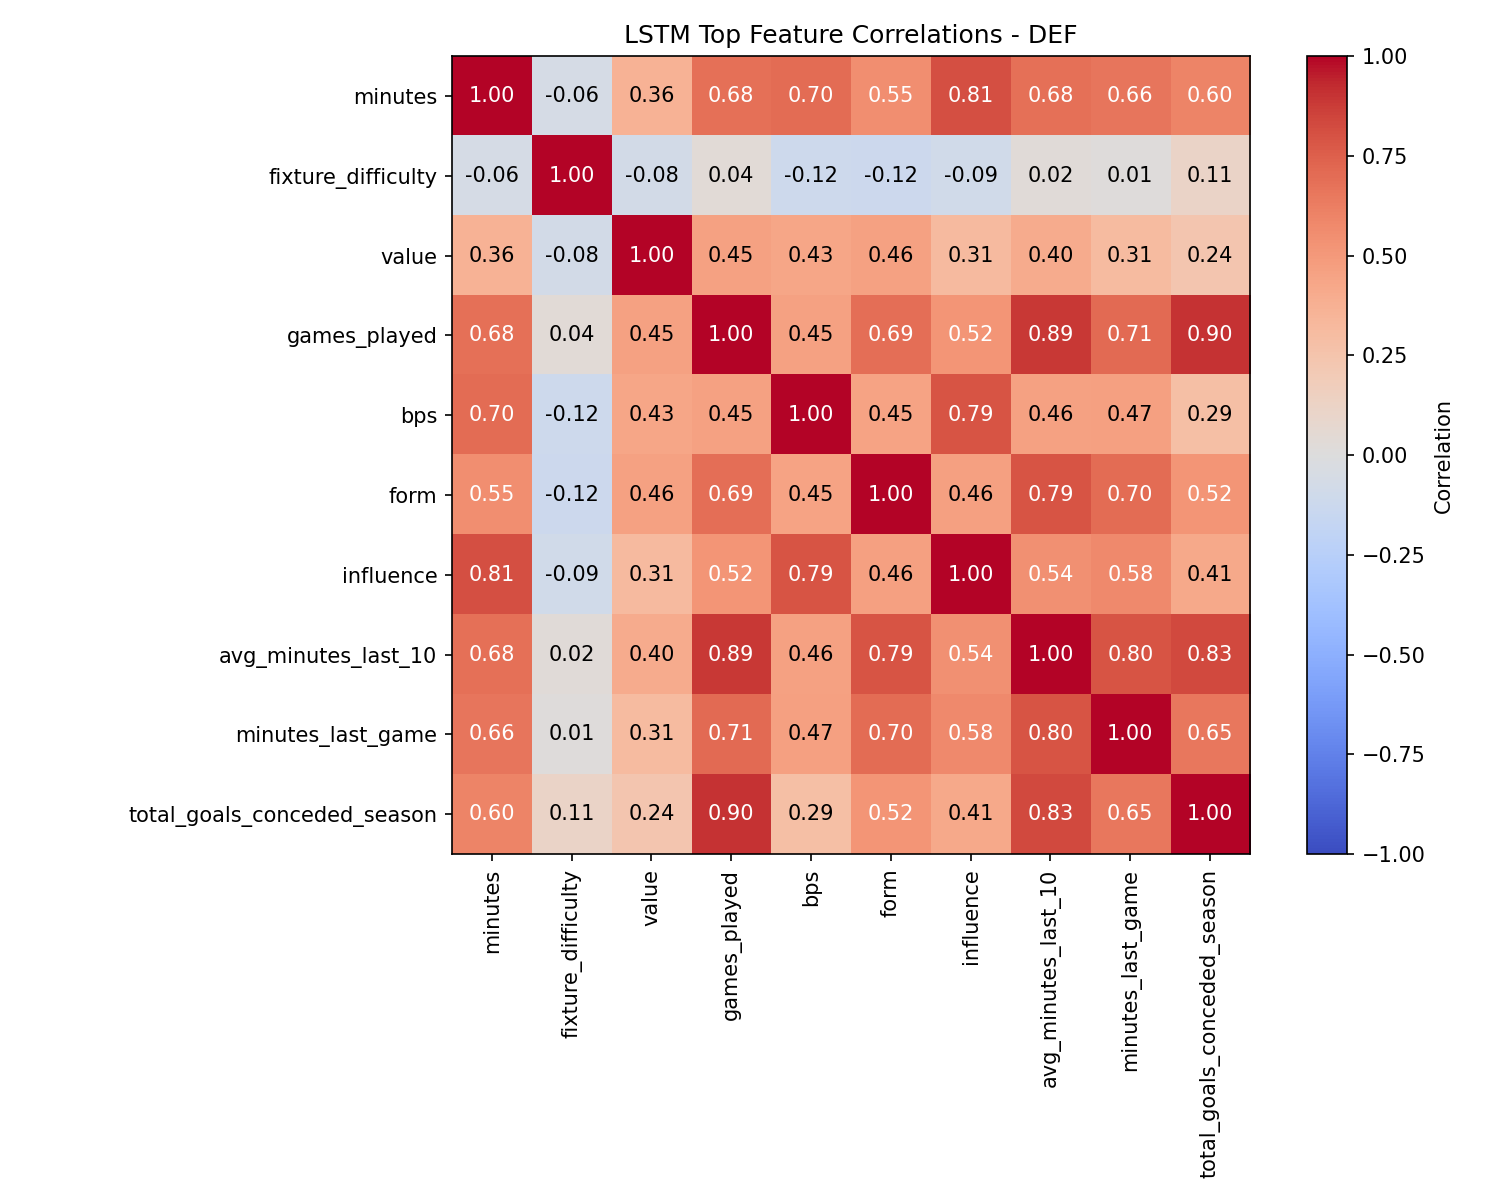 LSTM Top Feature Correlations - DEF
minutes 1.00 -0.06 0.36 0.68 0.70 0.55 0.81 0.68 0.66 0.60
fixture_difficulty -0.06 1.00 -0.08 0.04 -0.12 -0.12 -0.09 0.02 0.01 0.11
value 0.36 -0.08 1.00 0.45 0.43 0.46 0.31 0.40 0.31 0.24
games_played 0.68 0.04 0.45 1.00 0.45 0.69 0.52 0.89 0.71 0.90
bps 0.70 -0.12 0.43 0.45 1.00 0.45 0.79 0.46 0.47 0.29
form 0.55 -0.12 0.46 0.69 0.45 1.00 0.46 0.79 0.70 0.52
influence 0.81 -0.09 0.31 0.52 0.79 0.46 1.00 0.54 0.58 0.41
avg_minutes_last_10 0.68 0.02 0.40 0.89 0.46 0.79 0.54 1.00 0.80 0.83
minutes_last_game 0.66 0.01 0.31 0.71 0.47 0.70 0.58 0.80 1.00 0.65
total_goals_conceded_season 0.60 0.11 0.24 0.90 0.29 0.52 0.41 0.83 0.65 1.00
minutes
fixture_difficulty
value
games_played
bps
form
influence
avg_minutes_last_10
minutes_last_game
total_goals_conceded_season
1.00
0.75
0.50
0.25
0.00
−0.25
−0.50
−0.75
−1.00
Correlation